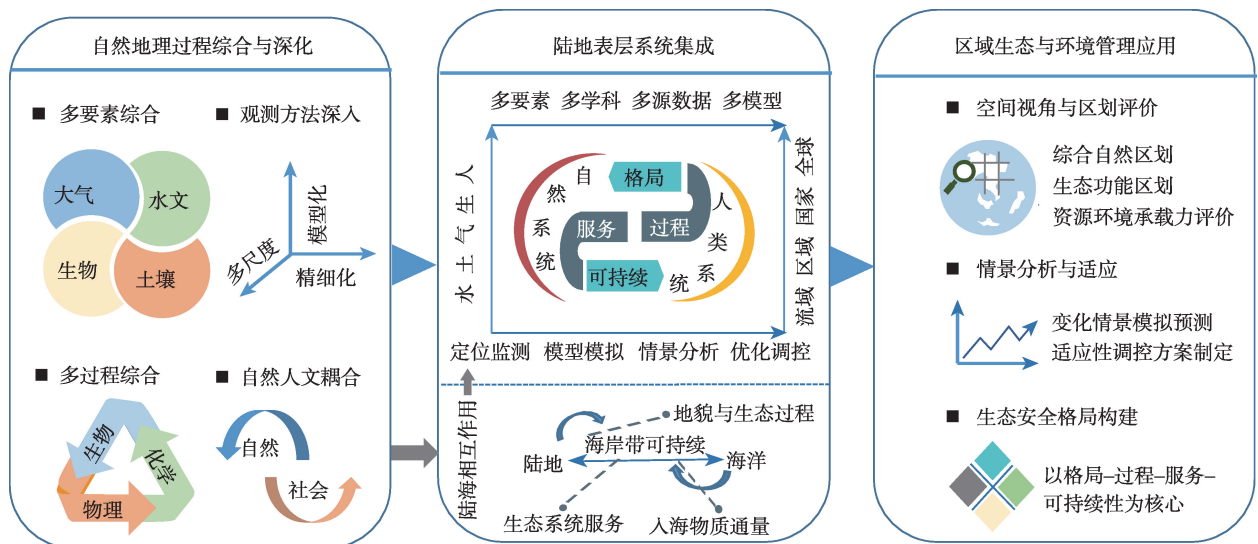 自然地理过程综合与深化
■ 多要素综合
■ 观测方法深入
大气
水文
生物
土壤
模型化
多尺度
精细化
■ 多过程综合
■ 自然人文耦合
生物
化学
物理
自然
社会
陆地表层系统集成
多要素 多学科 多源数据 多模型
水土气生人
自然系统
格局
过程
服务
可持续
人类系统
流域 区域 国家 全球
定位监测 模型模拟 情景分析 优化调控
陆海相互作用
地貌与生态过程
海岸带可持续
陆地
海洋
生态系统服务
入海物质通量
区域生态与环境管理应用
■ 空间视角与区划评价
综合自然区划
生态功能区划
资源环境承载力评价
■ 情景分析与适应
变化情景模拟预测
适应性调控方案制定
■ 生态安全格局构建
以格局–过程–服务–
可持续性为核心